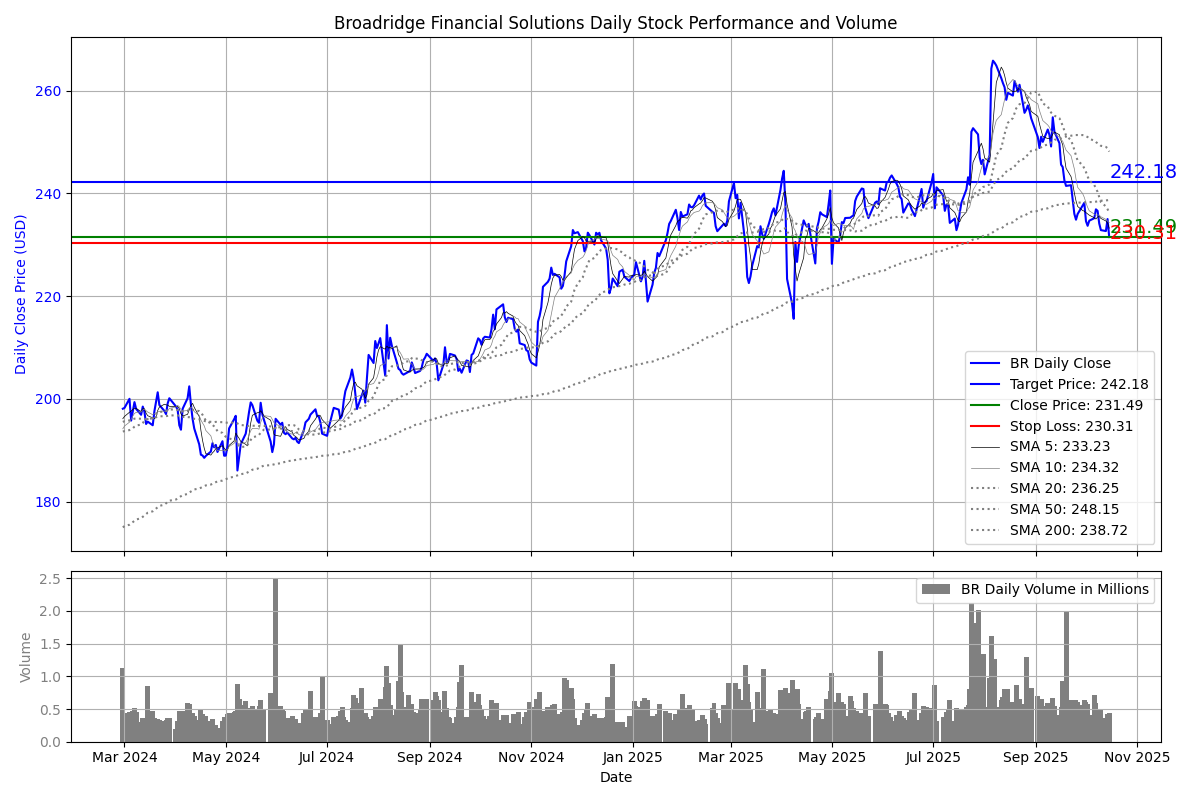 Broadridge Financial Solutions Daily Stock Performance and Volume
Daily Close Price (USD)
260
240
220
200
180
242.18
231.49
230.31
BR Daily Close
Target Price: 242.18
Close Price: 231.49
Stop Loss: 230.31
SMA 5: 233.23
SMA 10: 234.32
SMA 20: 236.25
SMA 50: 248.15
SMA 200: 238.72
Volume
2.5
2.0
1.5
1.0
0.5
0.0
BR Daily Volume in Millions
Mar 2024 May 2024 Jul 2024 Sep 2024 Nov 2024 Jan 2025 Mar 2025 May 2025 Jul 2025 Sep 2025 Nov 2025
Date